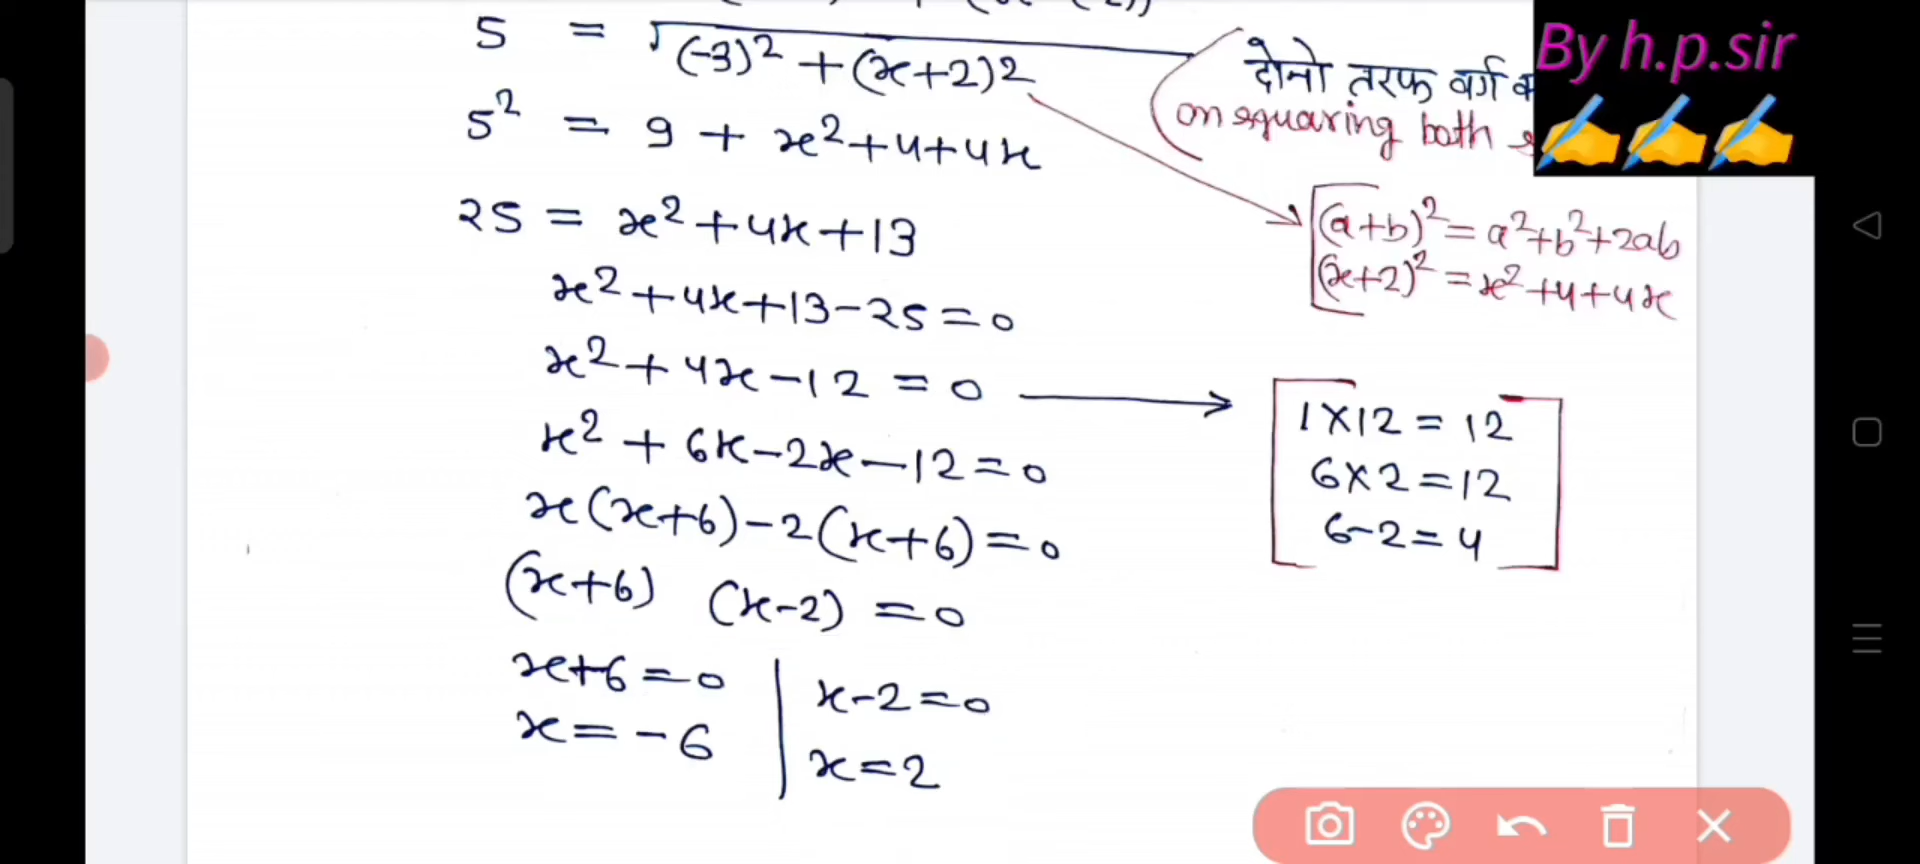 5 = √(-3)² + (x+2)²
दोनो तरफ वर्ग
on squaring both
5² = 9 + x²+4+4x
25 = x²+4x+13
(a+b)² = a²+b²+2ab
(x+2)² = x²+4+4x
x²+4x+13-25=0
x²+4x-12 = 0
1×12 = 12
6×2=12
6-2=4
x² + 6x-2x-12=0
x(x+6)-2(x+6)=0
(x+6) (x-2) =0
x+6=0
x=-6
x-2=0
x=2
By h.p.sir